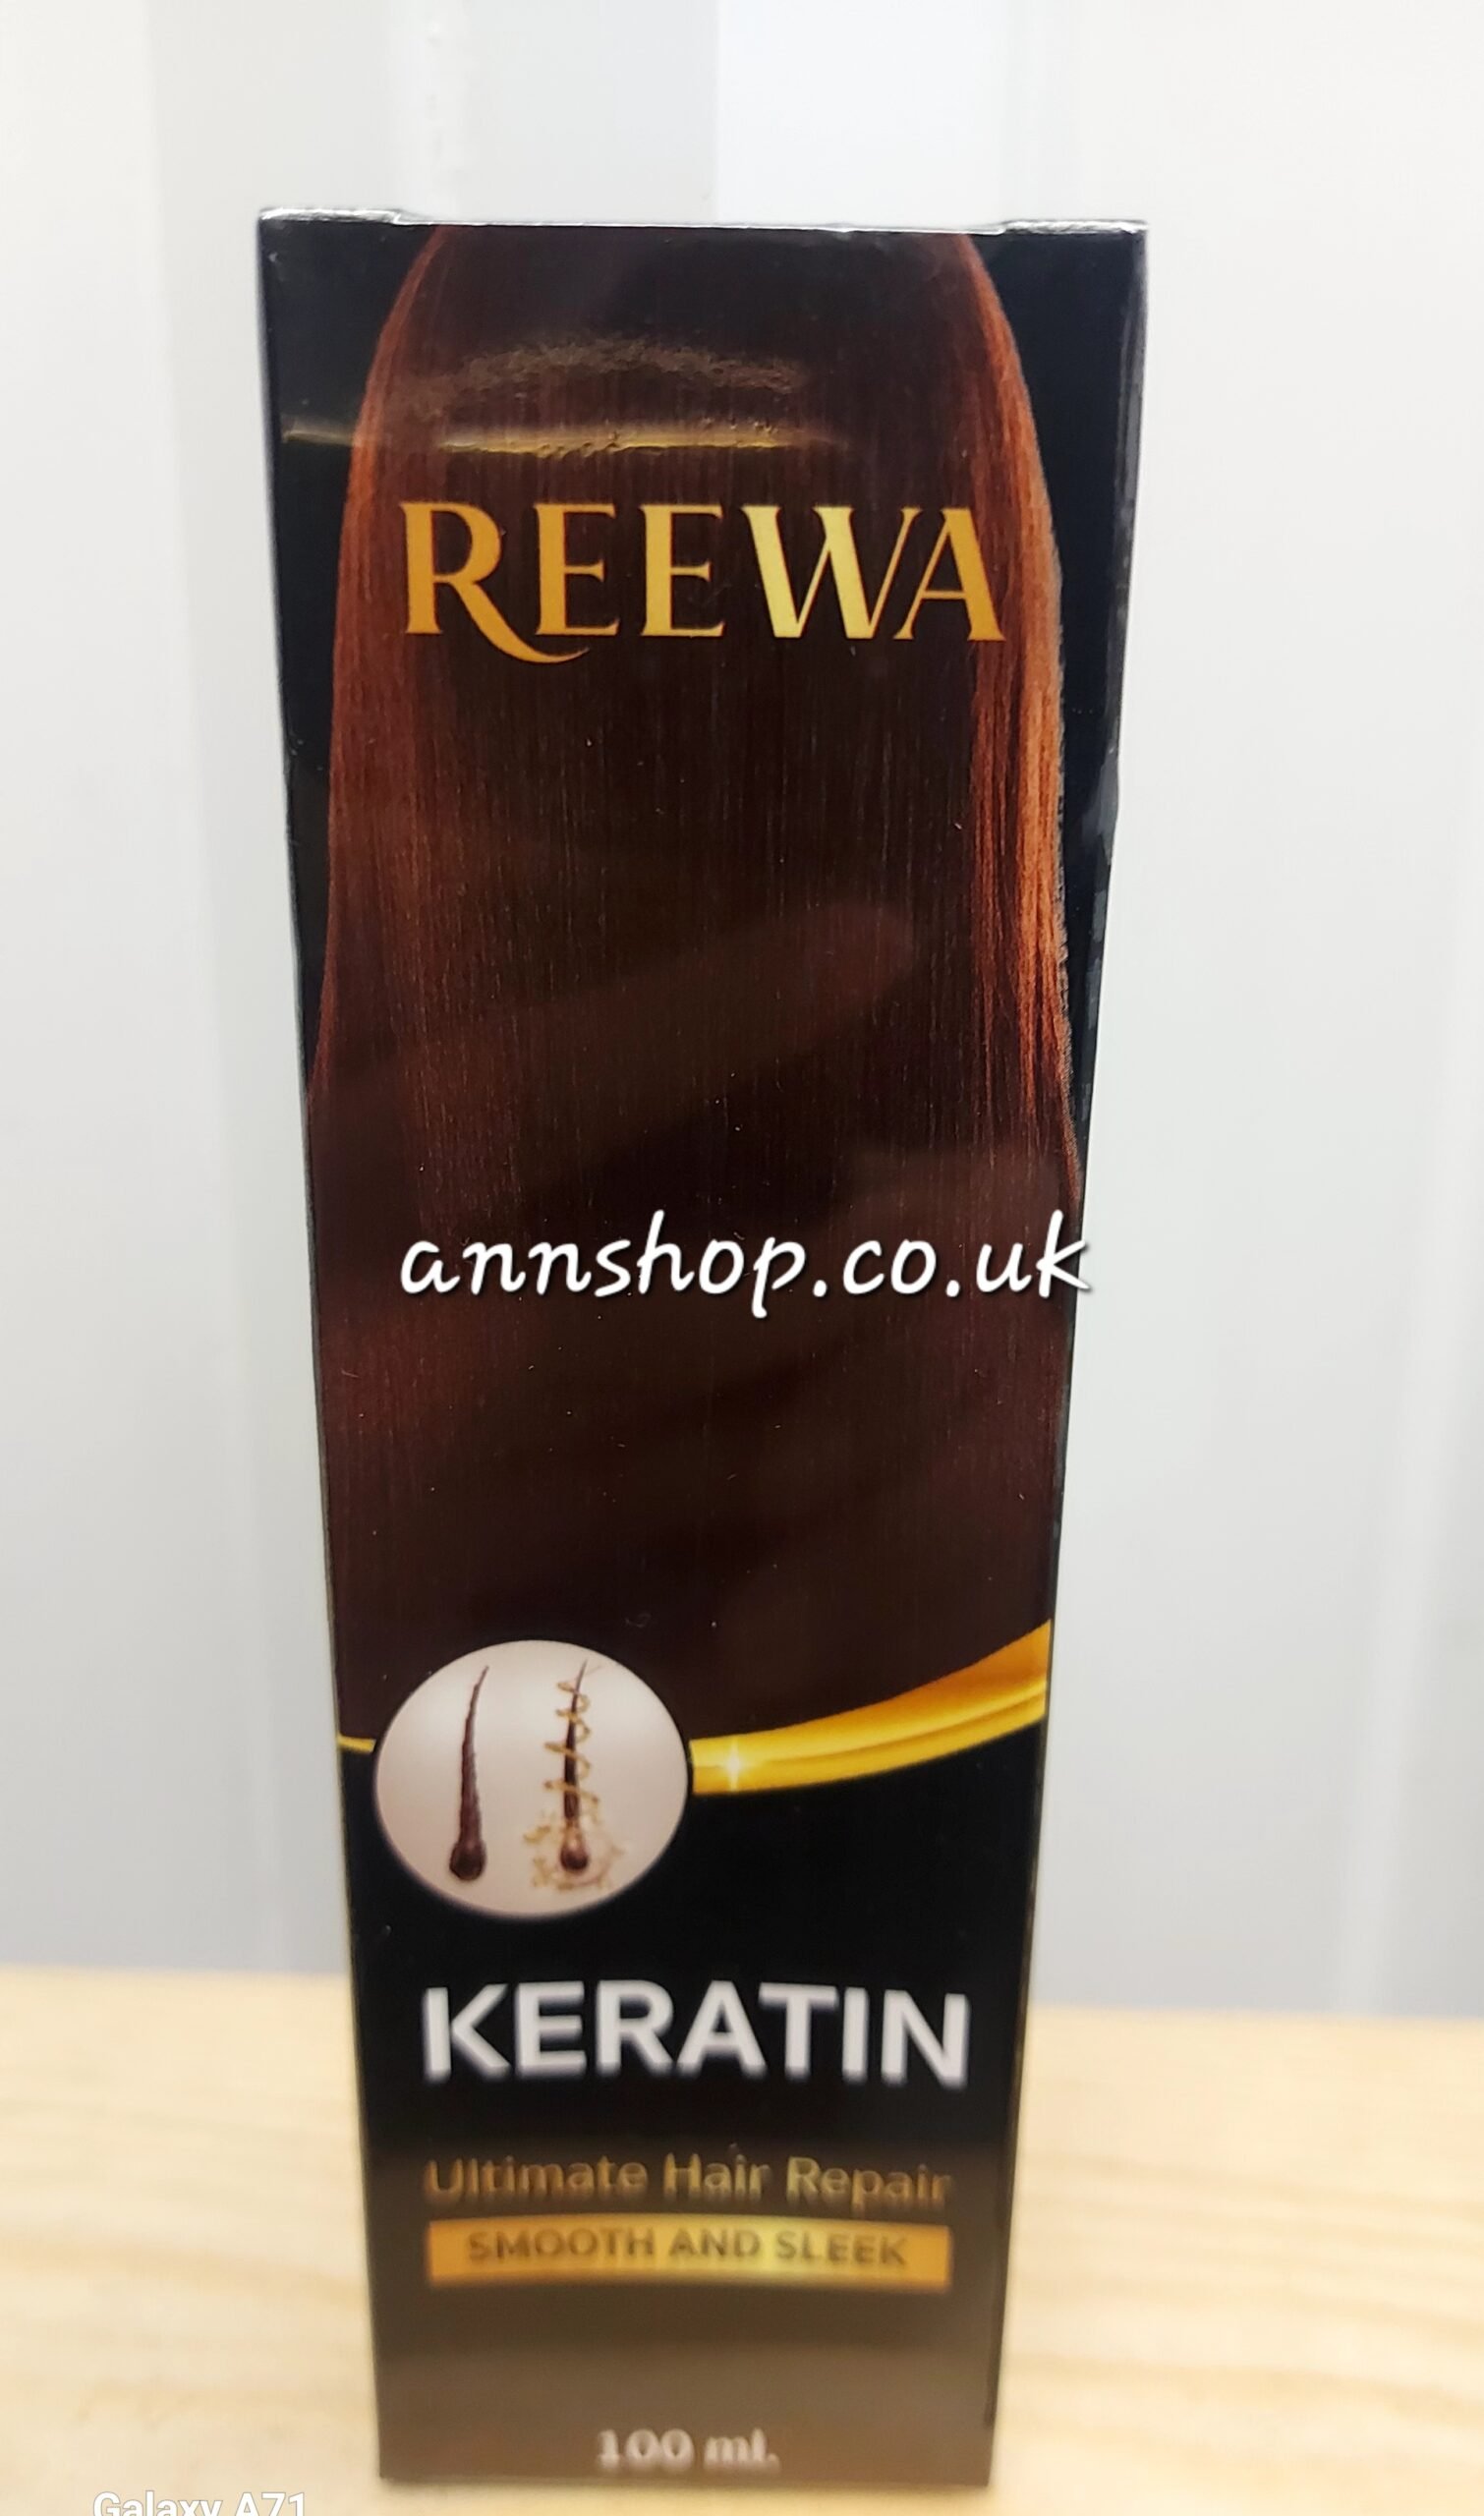 REEWA
annshop.co.uk
KERATIN
Ultimate Hair Repair
SMOOTH AND SLEEK
100 ml.
Galaxy A71